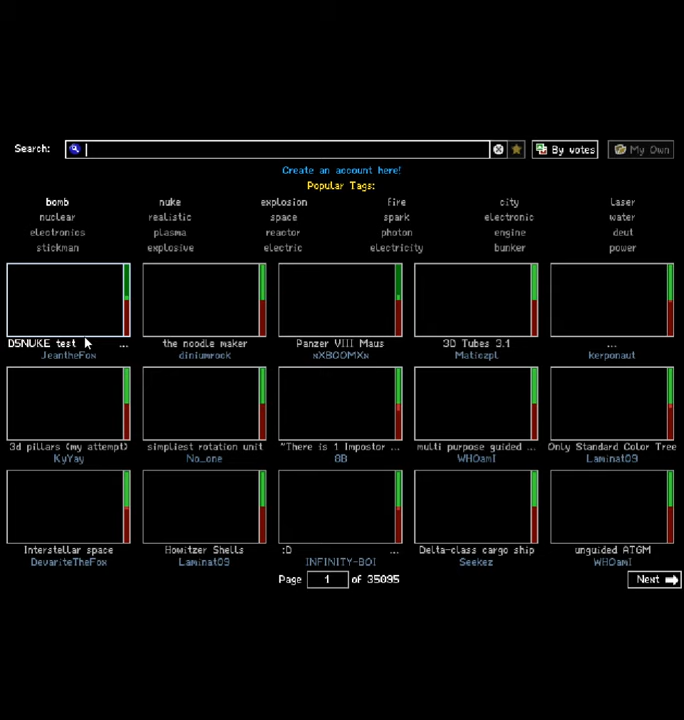 Search:
By votes
My Own
Create an account here!
Popular Tags:
bomb nuke explosion fire city laser
nuclear realistic space spark electronic water
electronics plasma reactor photon engine deut
stickman explosive electric electricity bunker power
D5NUKE test ... the noodle maker Panzer VIII Maus 3D Tubes 3.1
JeantheFox diniumrock xXBOOMXx Maticzpl kerponaut
3d pillars (my attempt) simpliest rotation unit "There is 1 Impostor ... multi purpose guided ... Only Standard Color Tree
KyYay No_one 8B WHOamI Laminat09
Interstellar space Howitzer Shells :D ... Delta-class cargo ship unguided ATGM
DevariteTheFox Laminat09 INFINITY-BOI Seekez WHOamI
Page 1 of 35095
Next